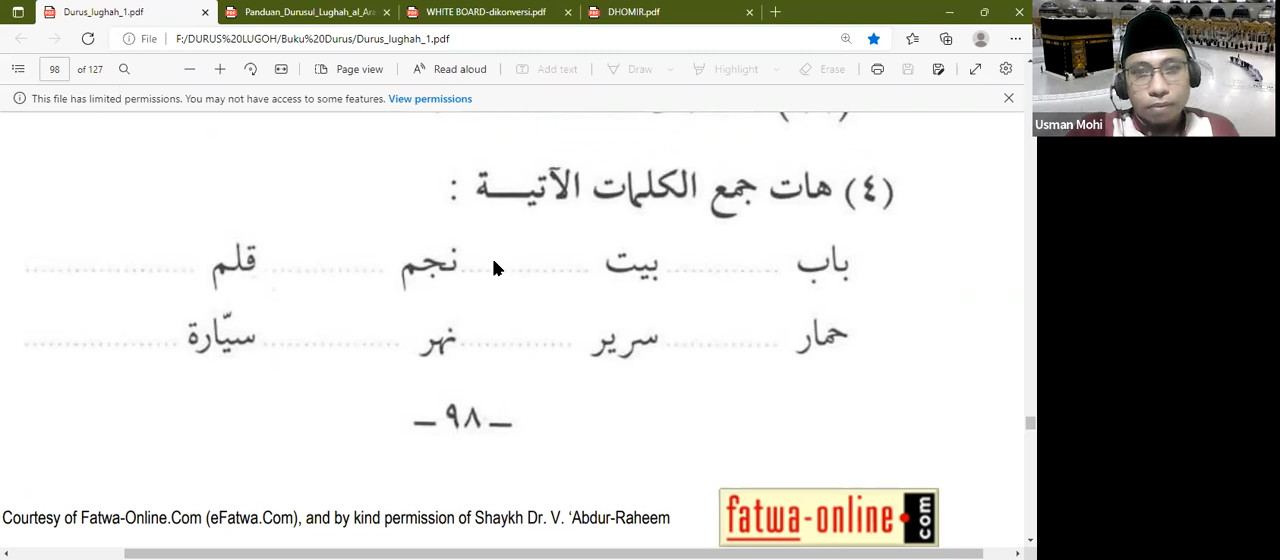 Durus_lughah_1.pdf Panduan_Durusul_Lughah_al_Ara WHITE BOARD-dikonversi.pdf DHOMIR.pdf
File F:/DURUS%20LUGOH/Buku%20Durus/Durus_lughah_1.pdf
98 of 127 Page view Read aloud Add text Draw Highlight Erase
This file has limited permissions. You may not have access to some features. View permissions
Usman Mohi
(٤) هات جمع الكلمات الآتيـــة :
باب .......... بيت .......... نجم .......... قلم ..........
حمار .......... سرير .......... نهر .......... سيّارة ..........
– ٩٨ –
fatwa-online.com
Courtesy of Fatwa-Online.Com (eFatwa.Com), and by kind permission of Shaykh Dr. V. ‘Abdur-Raheem